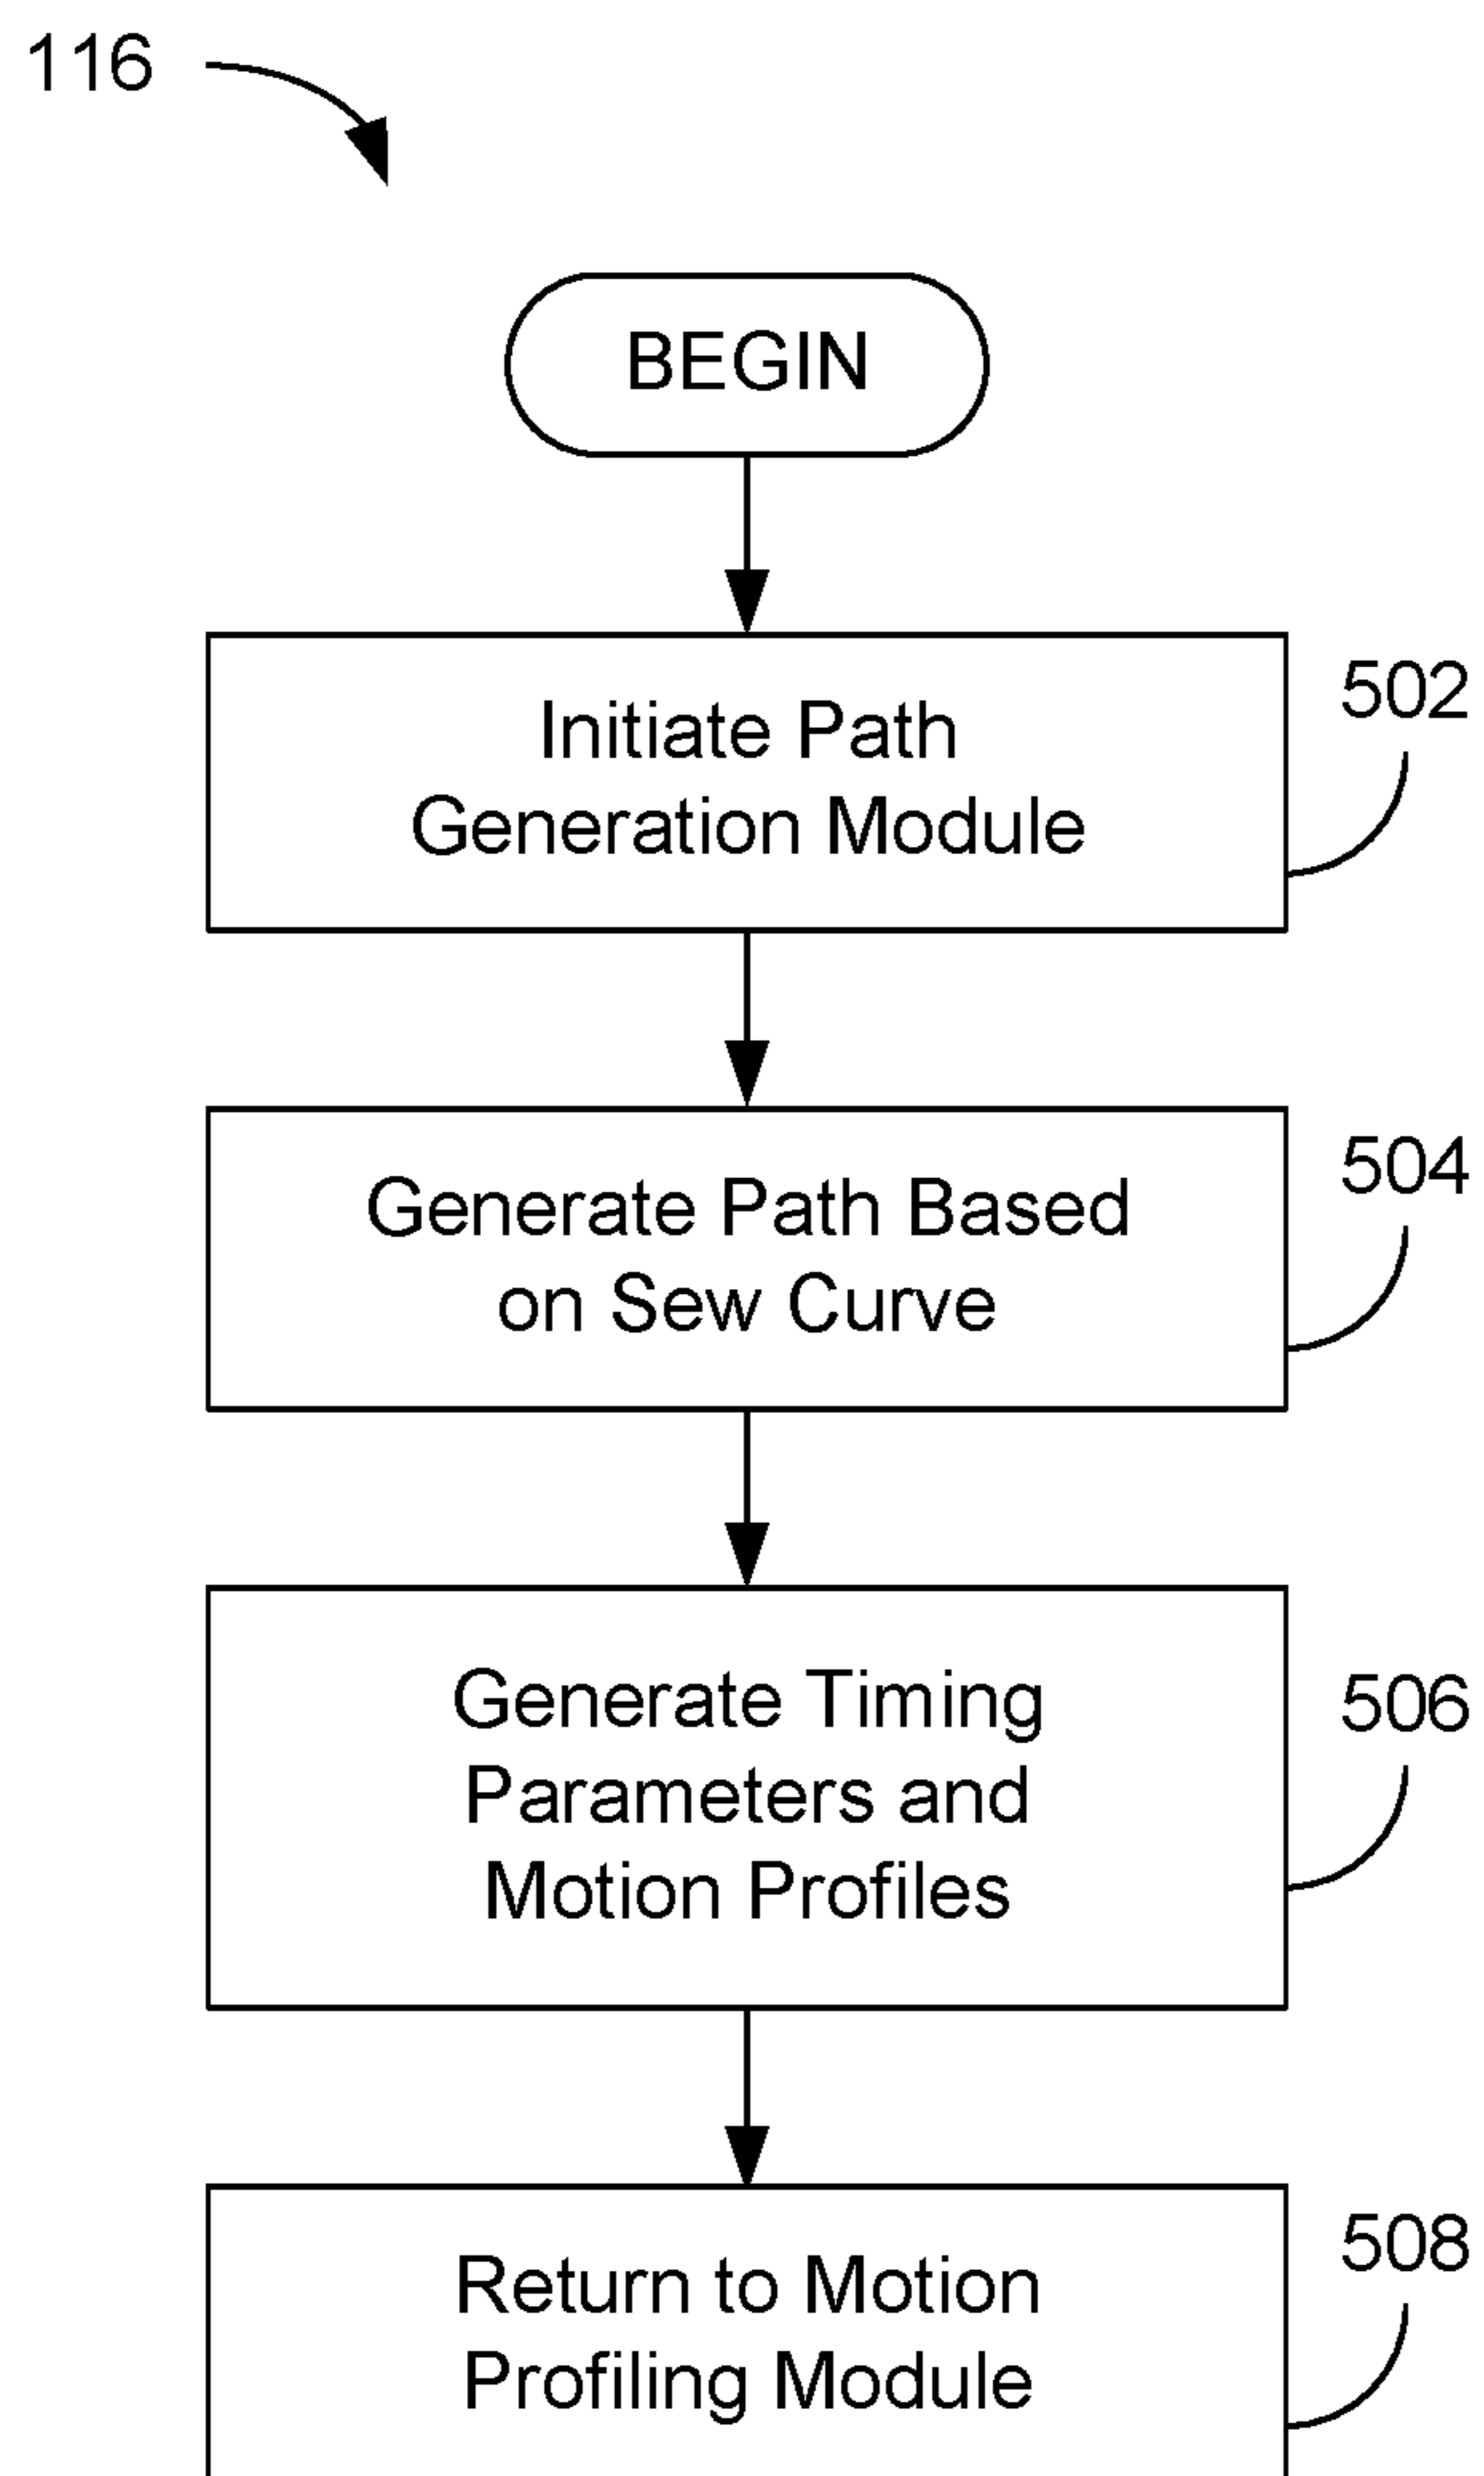 116
BEGIN
Initiate Path
Generation Module
502
Generate Path Based
on Sew Curve
504
Generate Timing
Parameters and
Motion Profiles
506
Return to Motion
Profiling Module
508